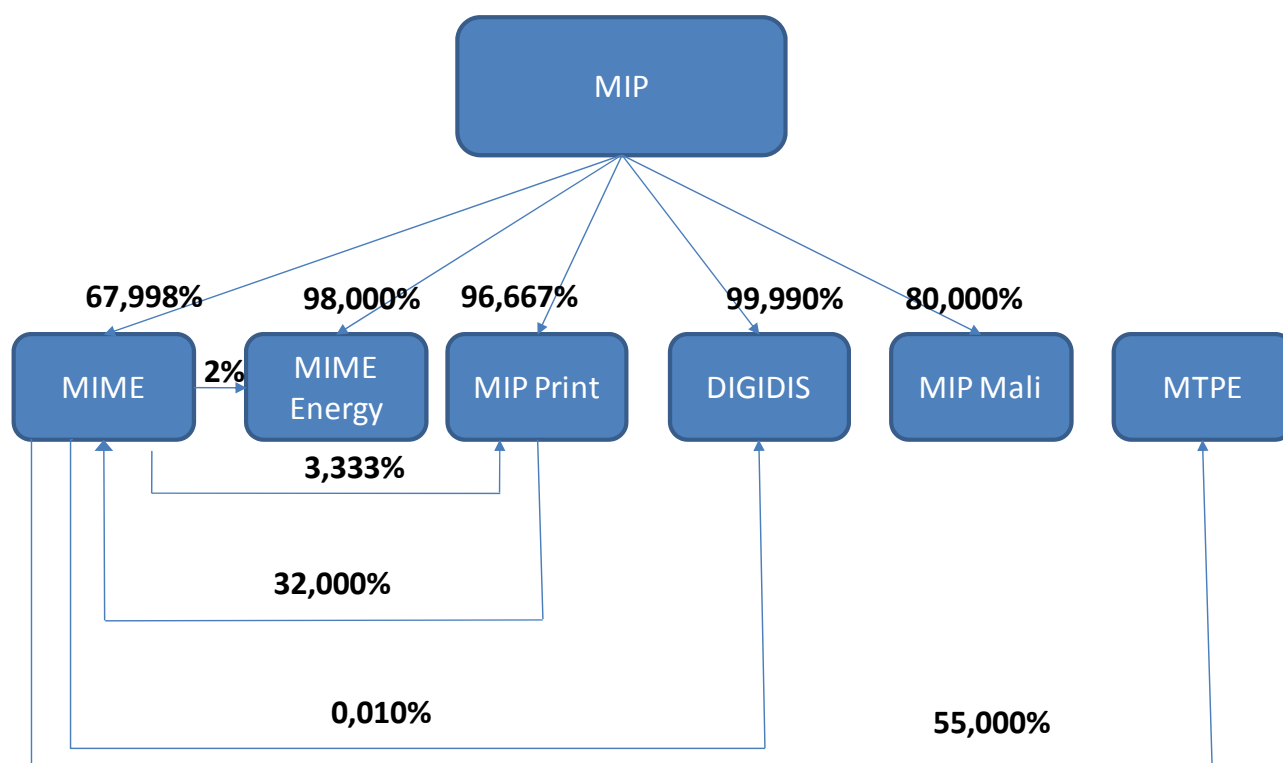 MIP
67,998%
98,000%
96,667%
99,990%
80,000%
MIME
2%
MIME
Energy
MIP Print
DIGIDIS
MIP Mali
MTPE
3,333%
32,000%
0,010%
55,000%